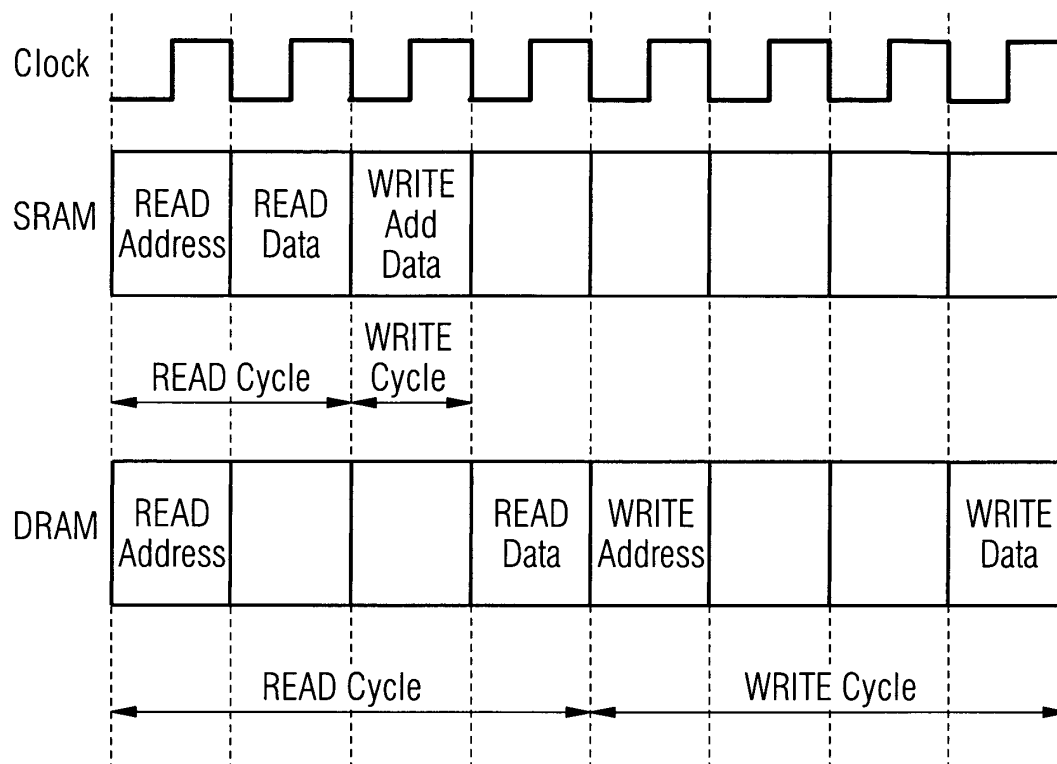 Clock
SRAM
READ
Address
READ
Data
WRITE
Add
Data
READ Cycle
WRITE
Cycle
DRAM
READ
Address
READ
Data
WRITE
Address
WRITE
Data
READ Cycle
WRITE Cycle